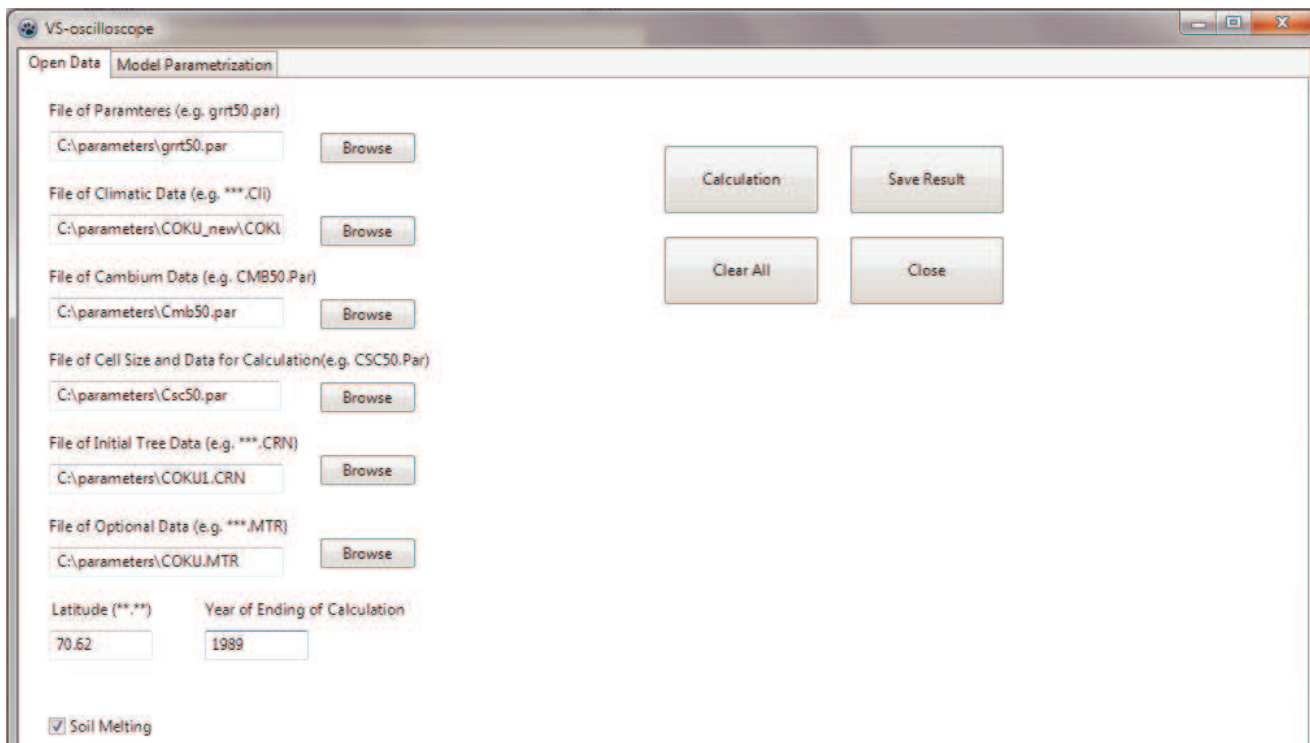 VS-oscilloscope
Open Data Model Parametrization
File of Paramteres (e.g. grrt50.par)
C:\parameters\grrt50.par Browse
Calculation Save Result
File of Climatic Data (e.g. ***.Cli)
C:\parameters\COKU_new\COKU Browse
Clear All Close
File of Cambium Data (e.g. CMB50.Par)
C:\parameters\Cmb50.par Browse
File of Cell Size and Data for Calculation(e.g. CSC50.Par)
C:\parameters\Csc50.par Browse
File of Initial Tree Data (e.g. ***.CRN)
C:\parameters\COKU1.CRN Browse
File of Optional Data (e.g. ***.MTR)
C:\parameters\COKU.MTR Browse
Latitude (**.**) Year of Ending of Calculation
70.62 1989
Soil Melting